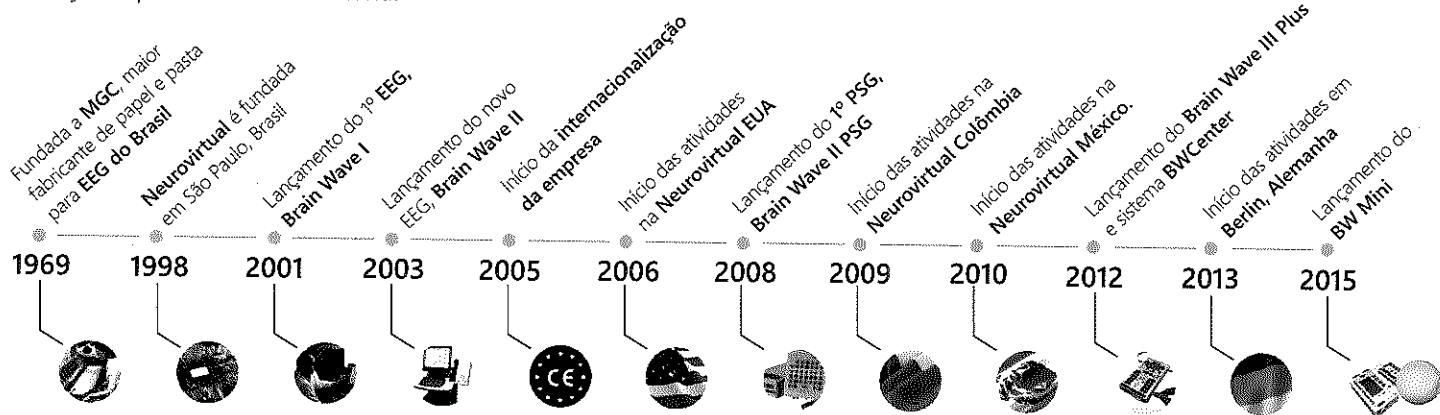 Fundada a MGC, maior
fabricante de papel e pasta
para EEG do Brasil
1969
Neurovirtual é fundada
em São Paulo, Brasil
1998
Lançamento do 1º EEG,
Brain Wave I
2001
Lançamento do novo
EEG, Brain Wave II
2003
Início da internacionalização
da empresa
2005
CE
Início das atividades
na Neurovirtual EUA
2006
Lançamento do 1º PSG,
Brain Wave II PSG
2008
Início das atividades na
Neurovirtual Colômbia
2009
Início das atividades na
Neurovirtual México.
2010
Lançamento do Brain Wave III Plus
e sistema BWCenter
2012
Início das atividades em
Berlin, Alemanha
2013
Lançamento do
BW Mini
2015